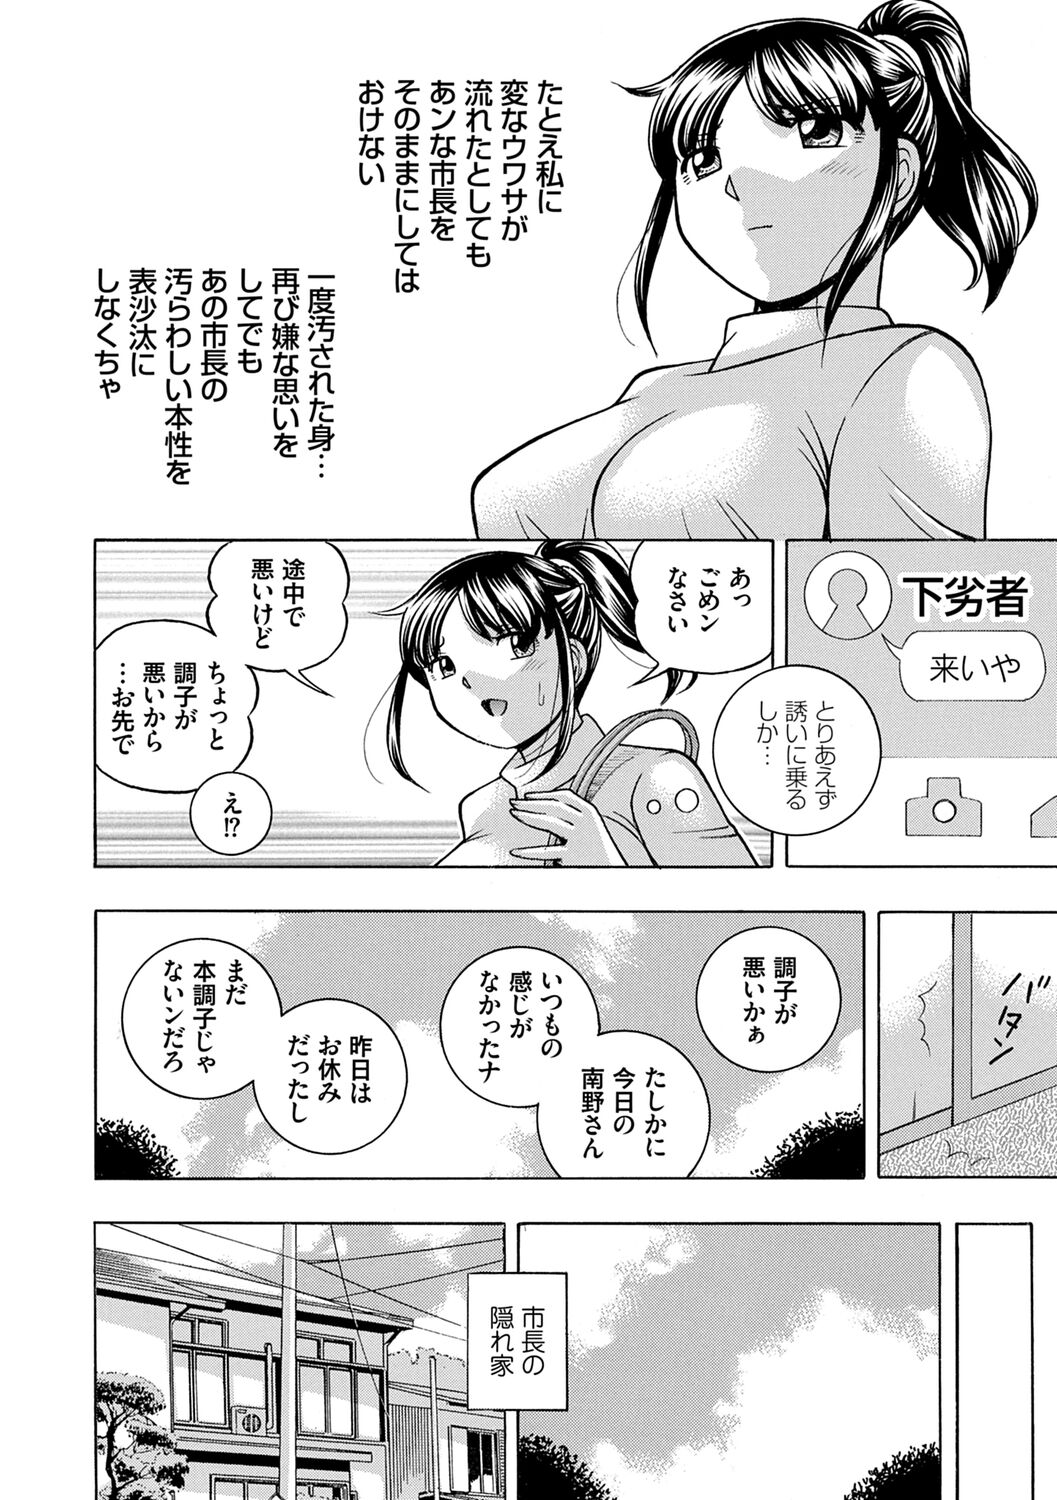 たとえ私に
変なウワサが
流れたとしても
あンな市長を
そのままにしては
おけない
一度汚された身…
再び嫌な思いを
してでも
あの市長の
汚らわしい本性を
表沙汰に
しなくちゃ
下劣者
来いや
とりあえず
誘いに乗る
しか…
あっ
ごめン
なさい
途中で
悪いけど
ちょっと
調子が
悪いから
…お先で
え!?
バタン
調子が
悪いかぁ
たしかに
今日の
南野さん
いつもの
感じが
なかったナ
昨日は
お休み
だったし
まだ
本調子じゃ
ないンだろ
市長の
隠れ家